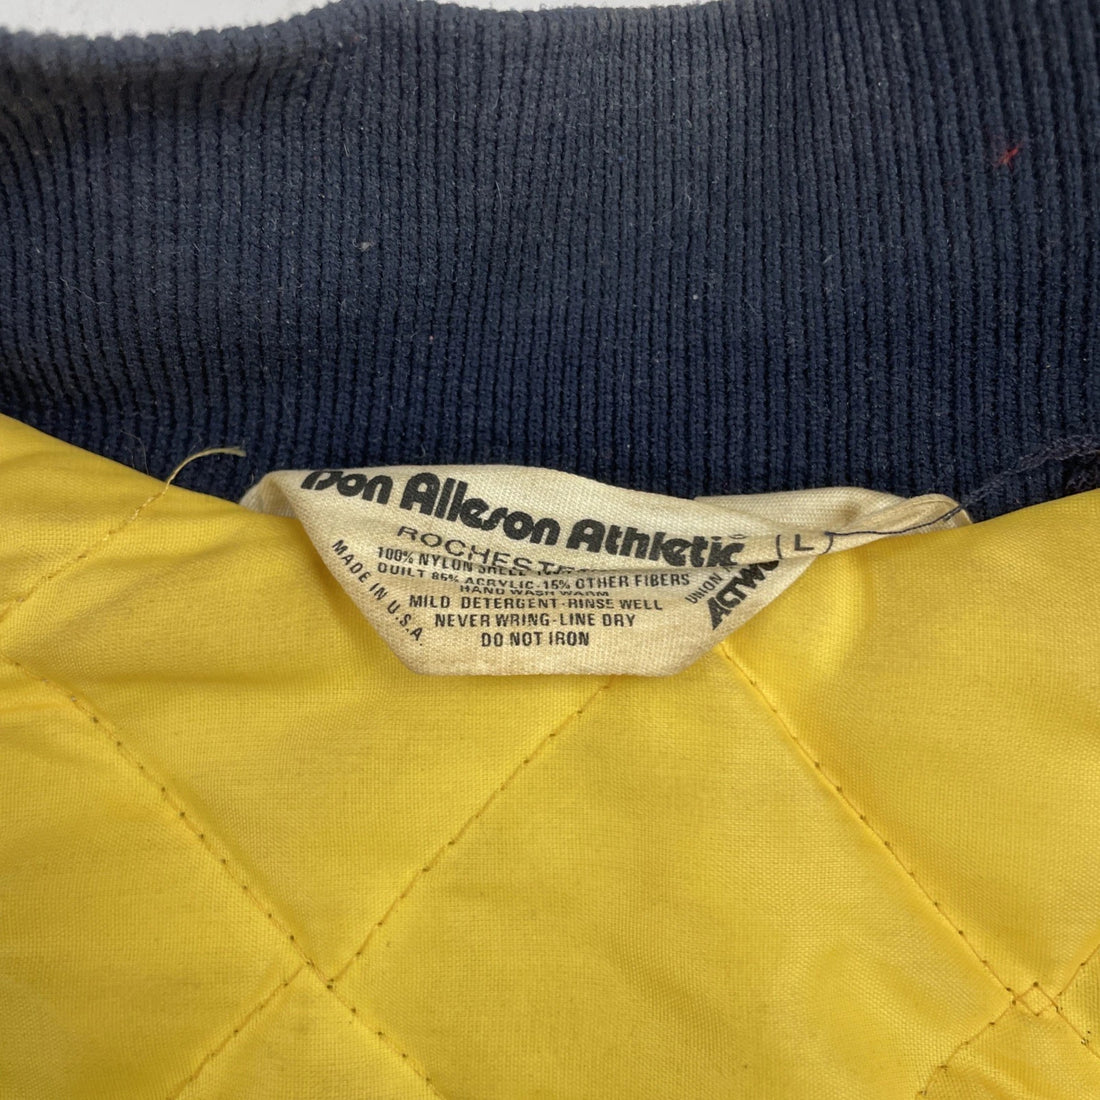 Don Alleson Athletic® (L)
ROCHESTER
100% NYLON SHELL
QUILT 85% ACRYLIC-15% OTHER FIBERS
HAND WASH WARM
MILD DETERGENT-RINSE WELL
NEVER WRING-LINE DRY
DO NOT IRON
MADE IN U.S.A.
UNION
ACTWU